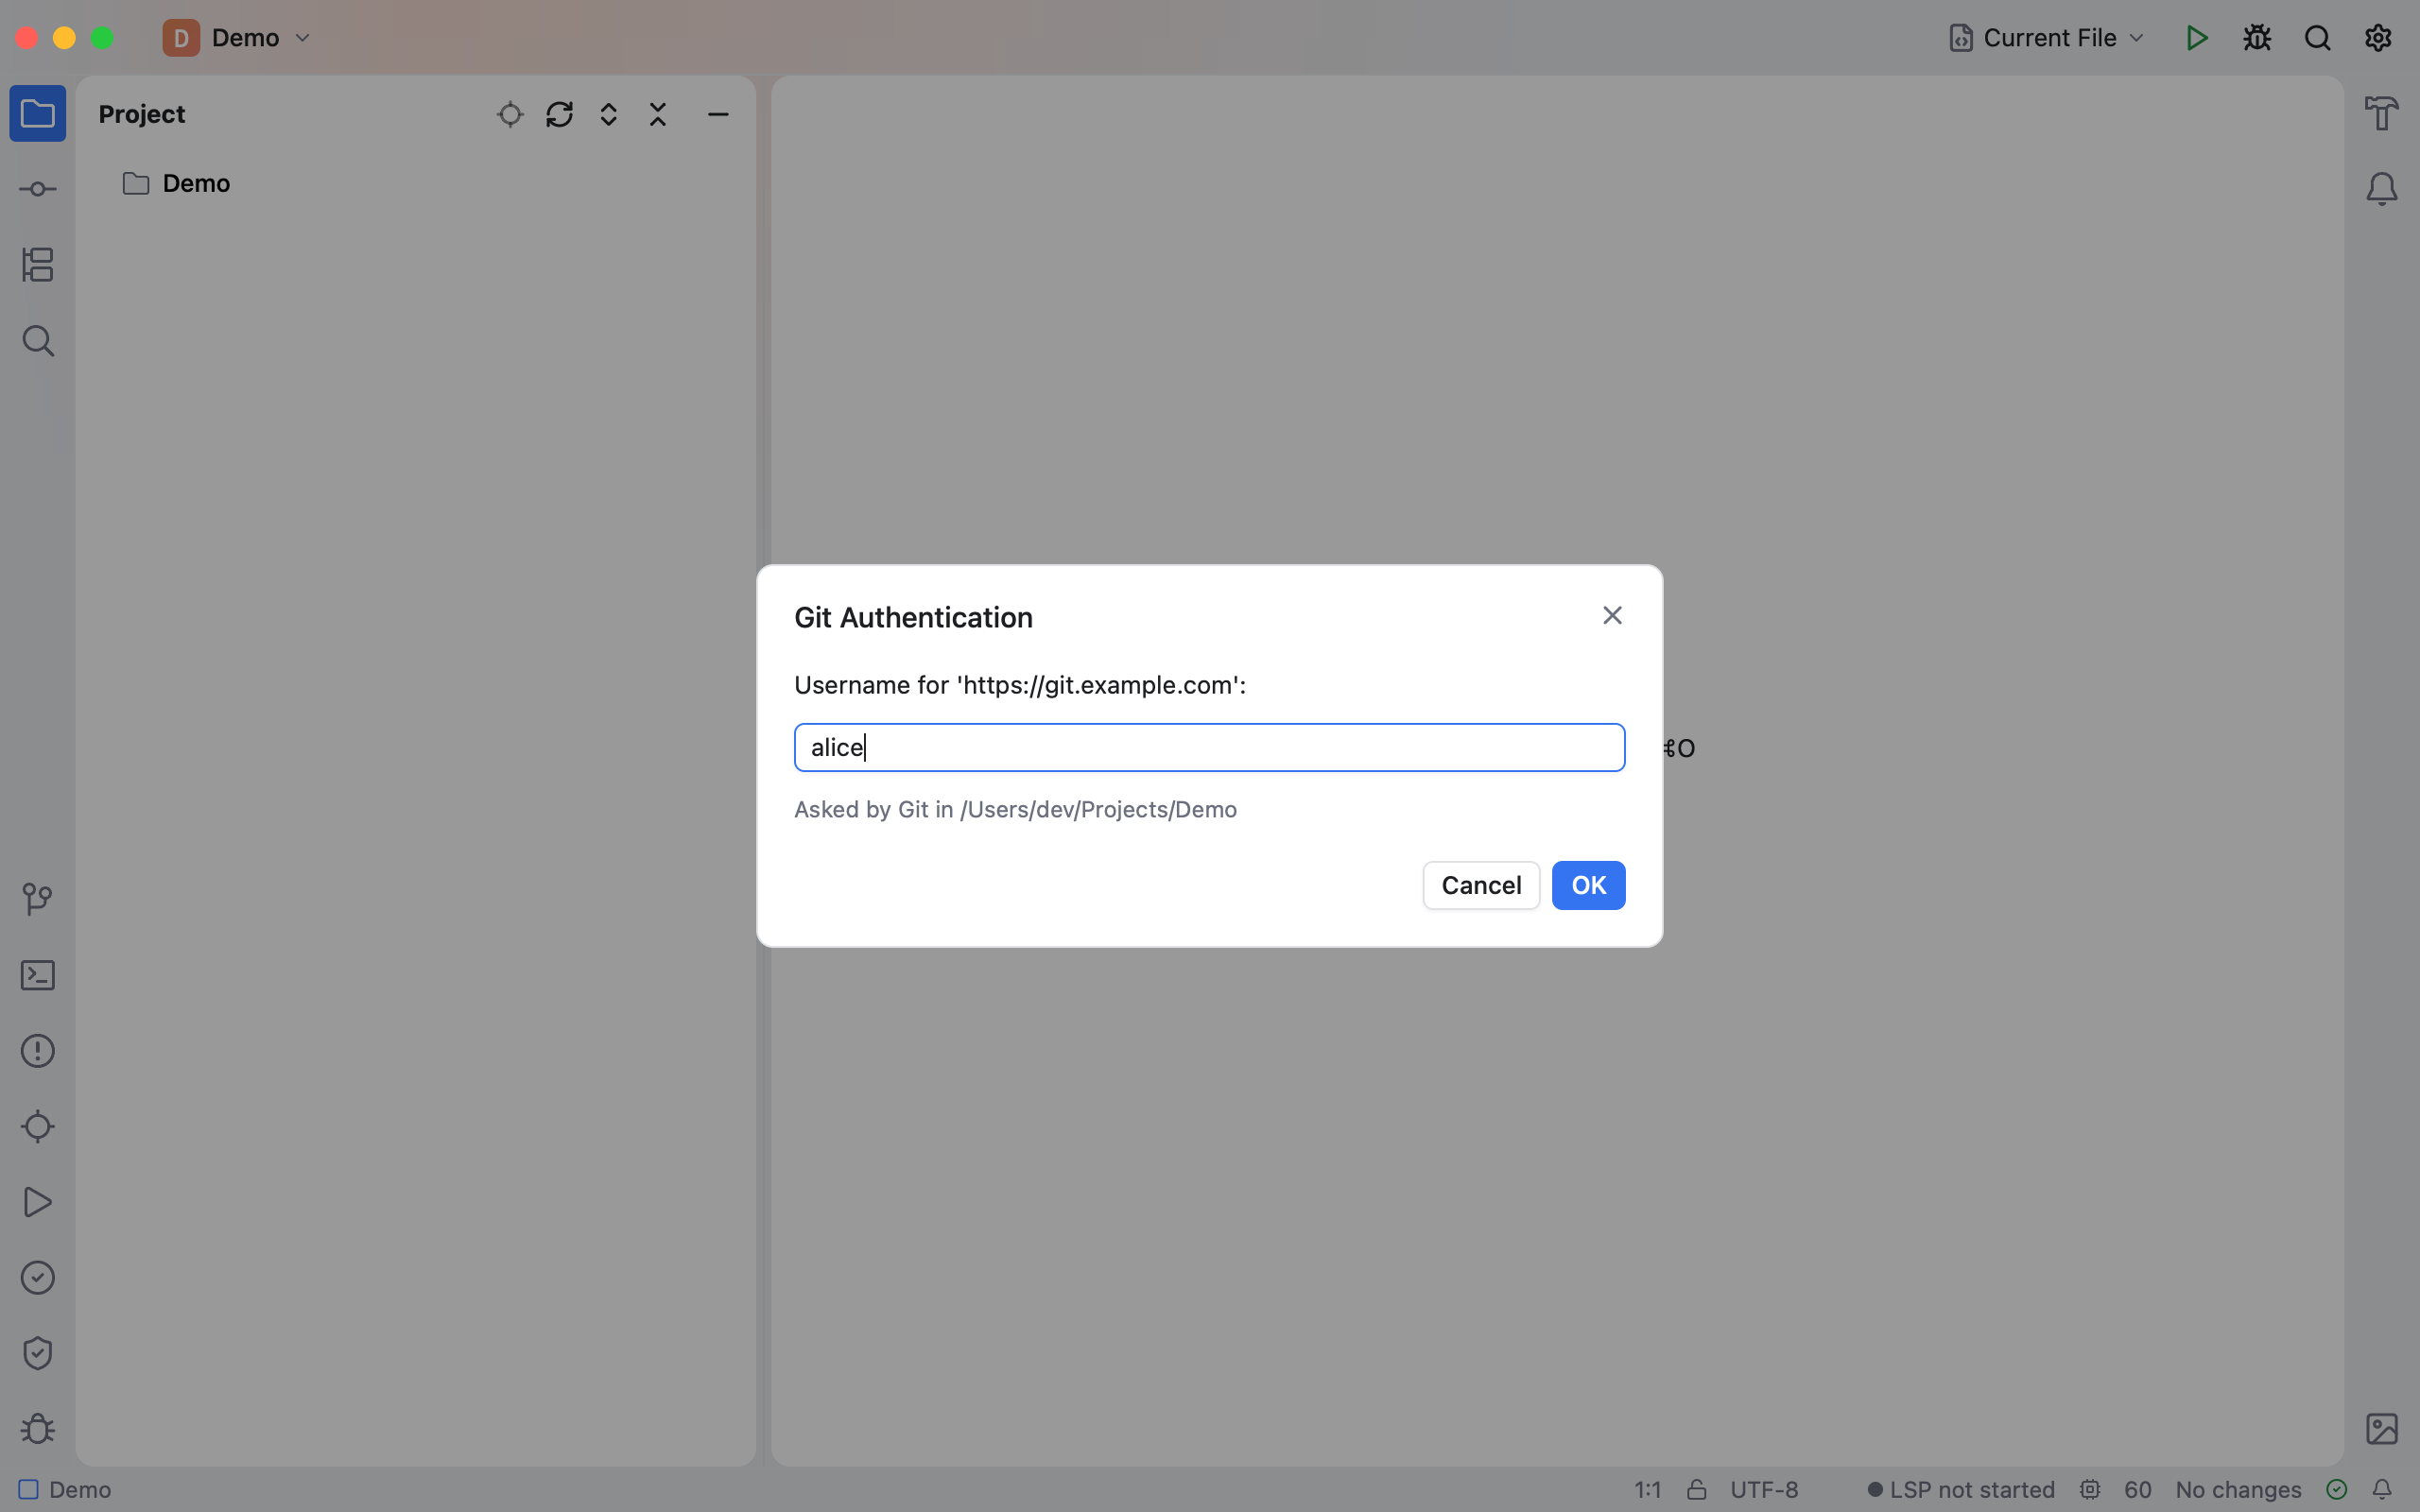 D Demo
Current File
Project
Demo
Git Authentication
Username for 'https://git.example.com':
alice
⌘O
Asked by Git in /Users/dev/Projects/Demo
Cancel
OK
Demo
1:1
UTF-8
LSP not started
60
No changes